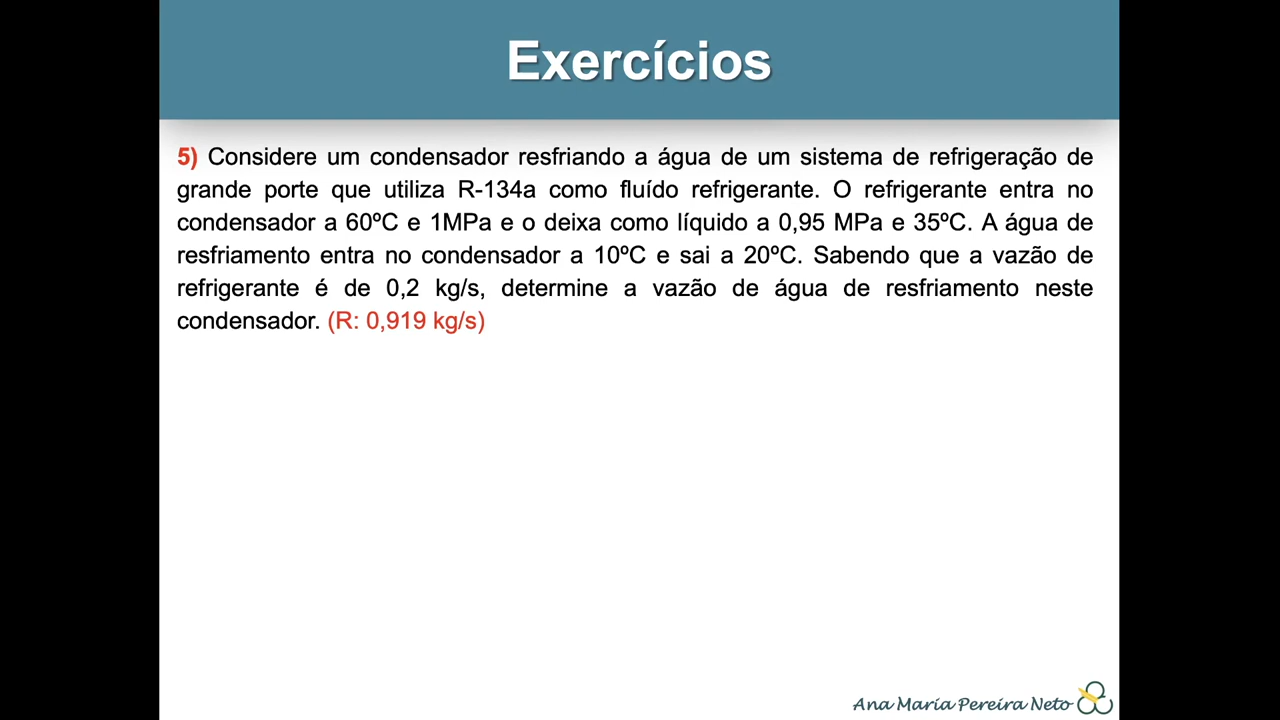 Exercícios
5) Considere um condensador resfriando a água de um sistema de refrigeração de
grande porte que utiliza R-134a como fluído refrigerante. O refrigerante entra no
condensador a 60ºC e 1MPa e o deixa como líquido a 0,95 MPa e 35ºC. A água de
resfriamento entra no condensador a 10ºC e sai a 20ºC. Sabendo que a vazão de
refrigerante é de 0,2 kg/s, determine a vazão de água de resfriamento neste
condensador. (R: 0,919 kg/s)
Ana Maria Pereira Neto